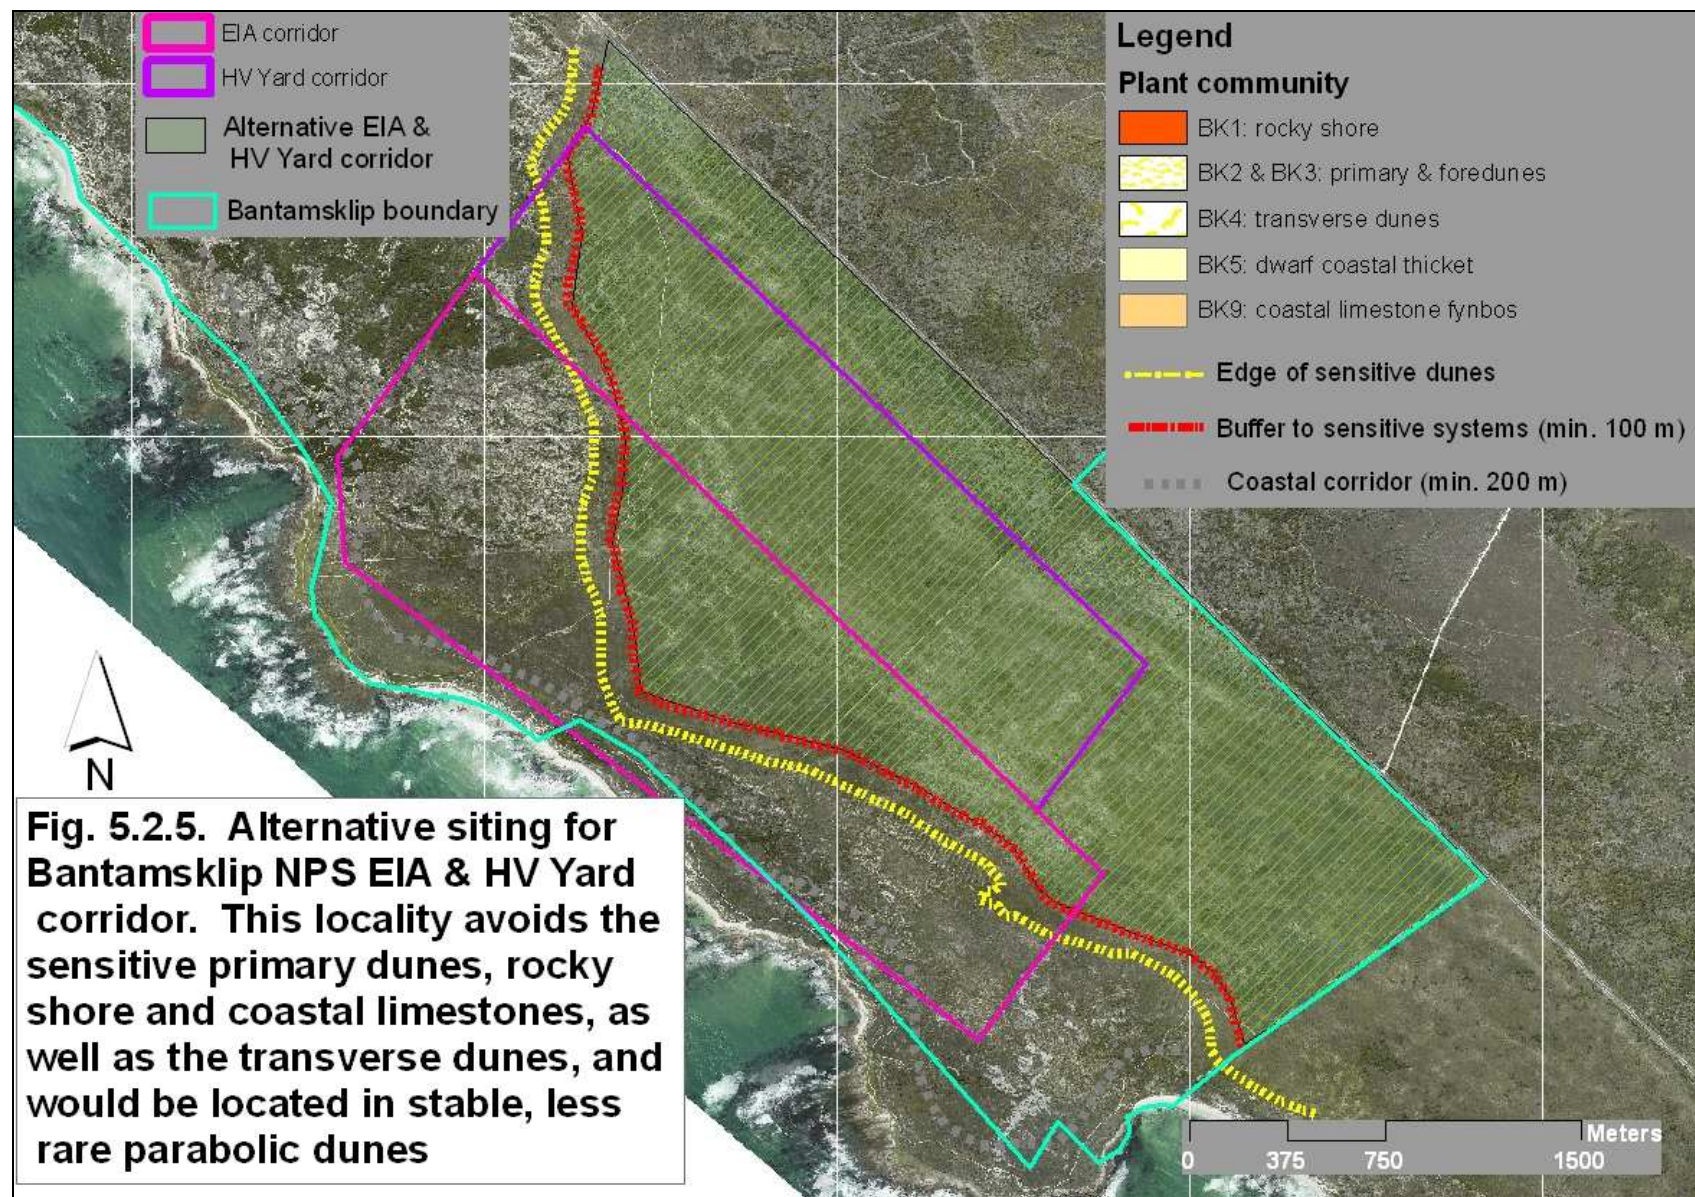 EIA corridor
HV Yard corridor
Alternative EIA &
HV Yard corridor
Bantamsklip boundary
Legend
Plant community
BK1: rocky shore
BK2 & BK3: primary & foredunes
BK4: transverse dunes
BK5: dwarf coastal thicket
BK9: coastal limestone fynbos
Edge of sensitive dunes
Buffer to sensitive systems (min. 100 m)
Coastal corridor (min. 200 m)
N
Fig. 5.2.5. Alternative siting for
Bantamsklip NPS EIA & HV Yard
corridor. This locality avoids the
sensitive primary dunes, rocky
shore and coastal limestones, as
well as the transverse dunes, and
would be located in stable, less
rare parabolic dunes
Meters
0 375 750 1500